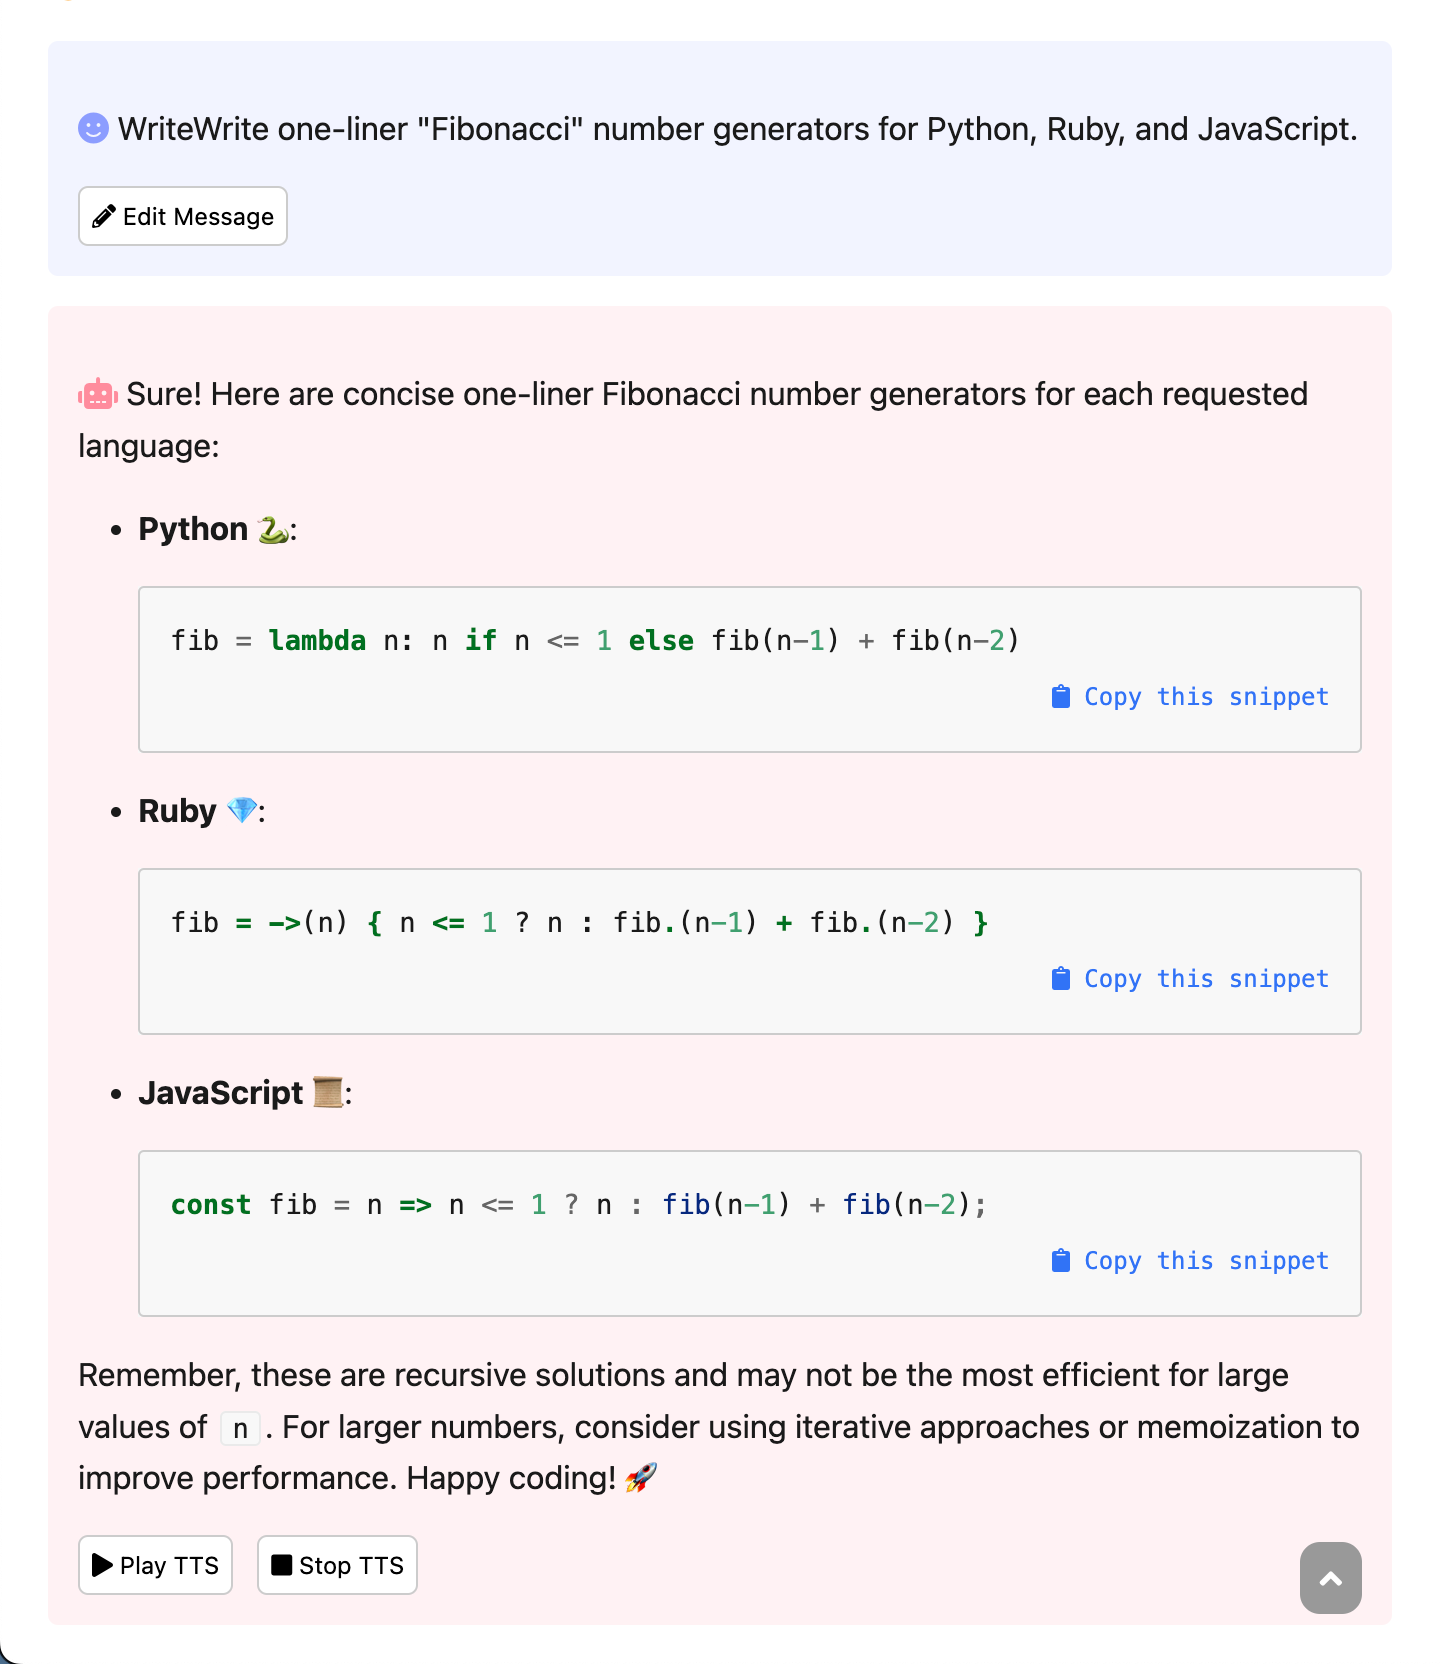 WriteWrite one-liner "Fibonacci" number generators for Python, Ruby, and JavaScript.
Edit Message
Sure! Here are concise one-liner Fibonacci number generators for each requested
language:
• Python 🐍:
fib = lambda n: n if n <= 1 else fib(n-1) + fib(n-2)
Copy this snippet
• Ruby 💎:
fib = ->(n) { n <= 1 ? n : fib.(n-1) + fib.(n-2) }
Copy this snippet
• JavaScript 📜:
const fib = n => n <= 1 ? n : fib(n-1) + fib(n-2);
Copy this snippet
Remember, these are recursive solutions and may not be the most efficient for large
values of n. For larger numbers, consider using iterative approaches or memoization to
improve performance. Happy coding! 🚀
Play TTS Stop TTS